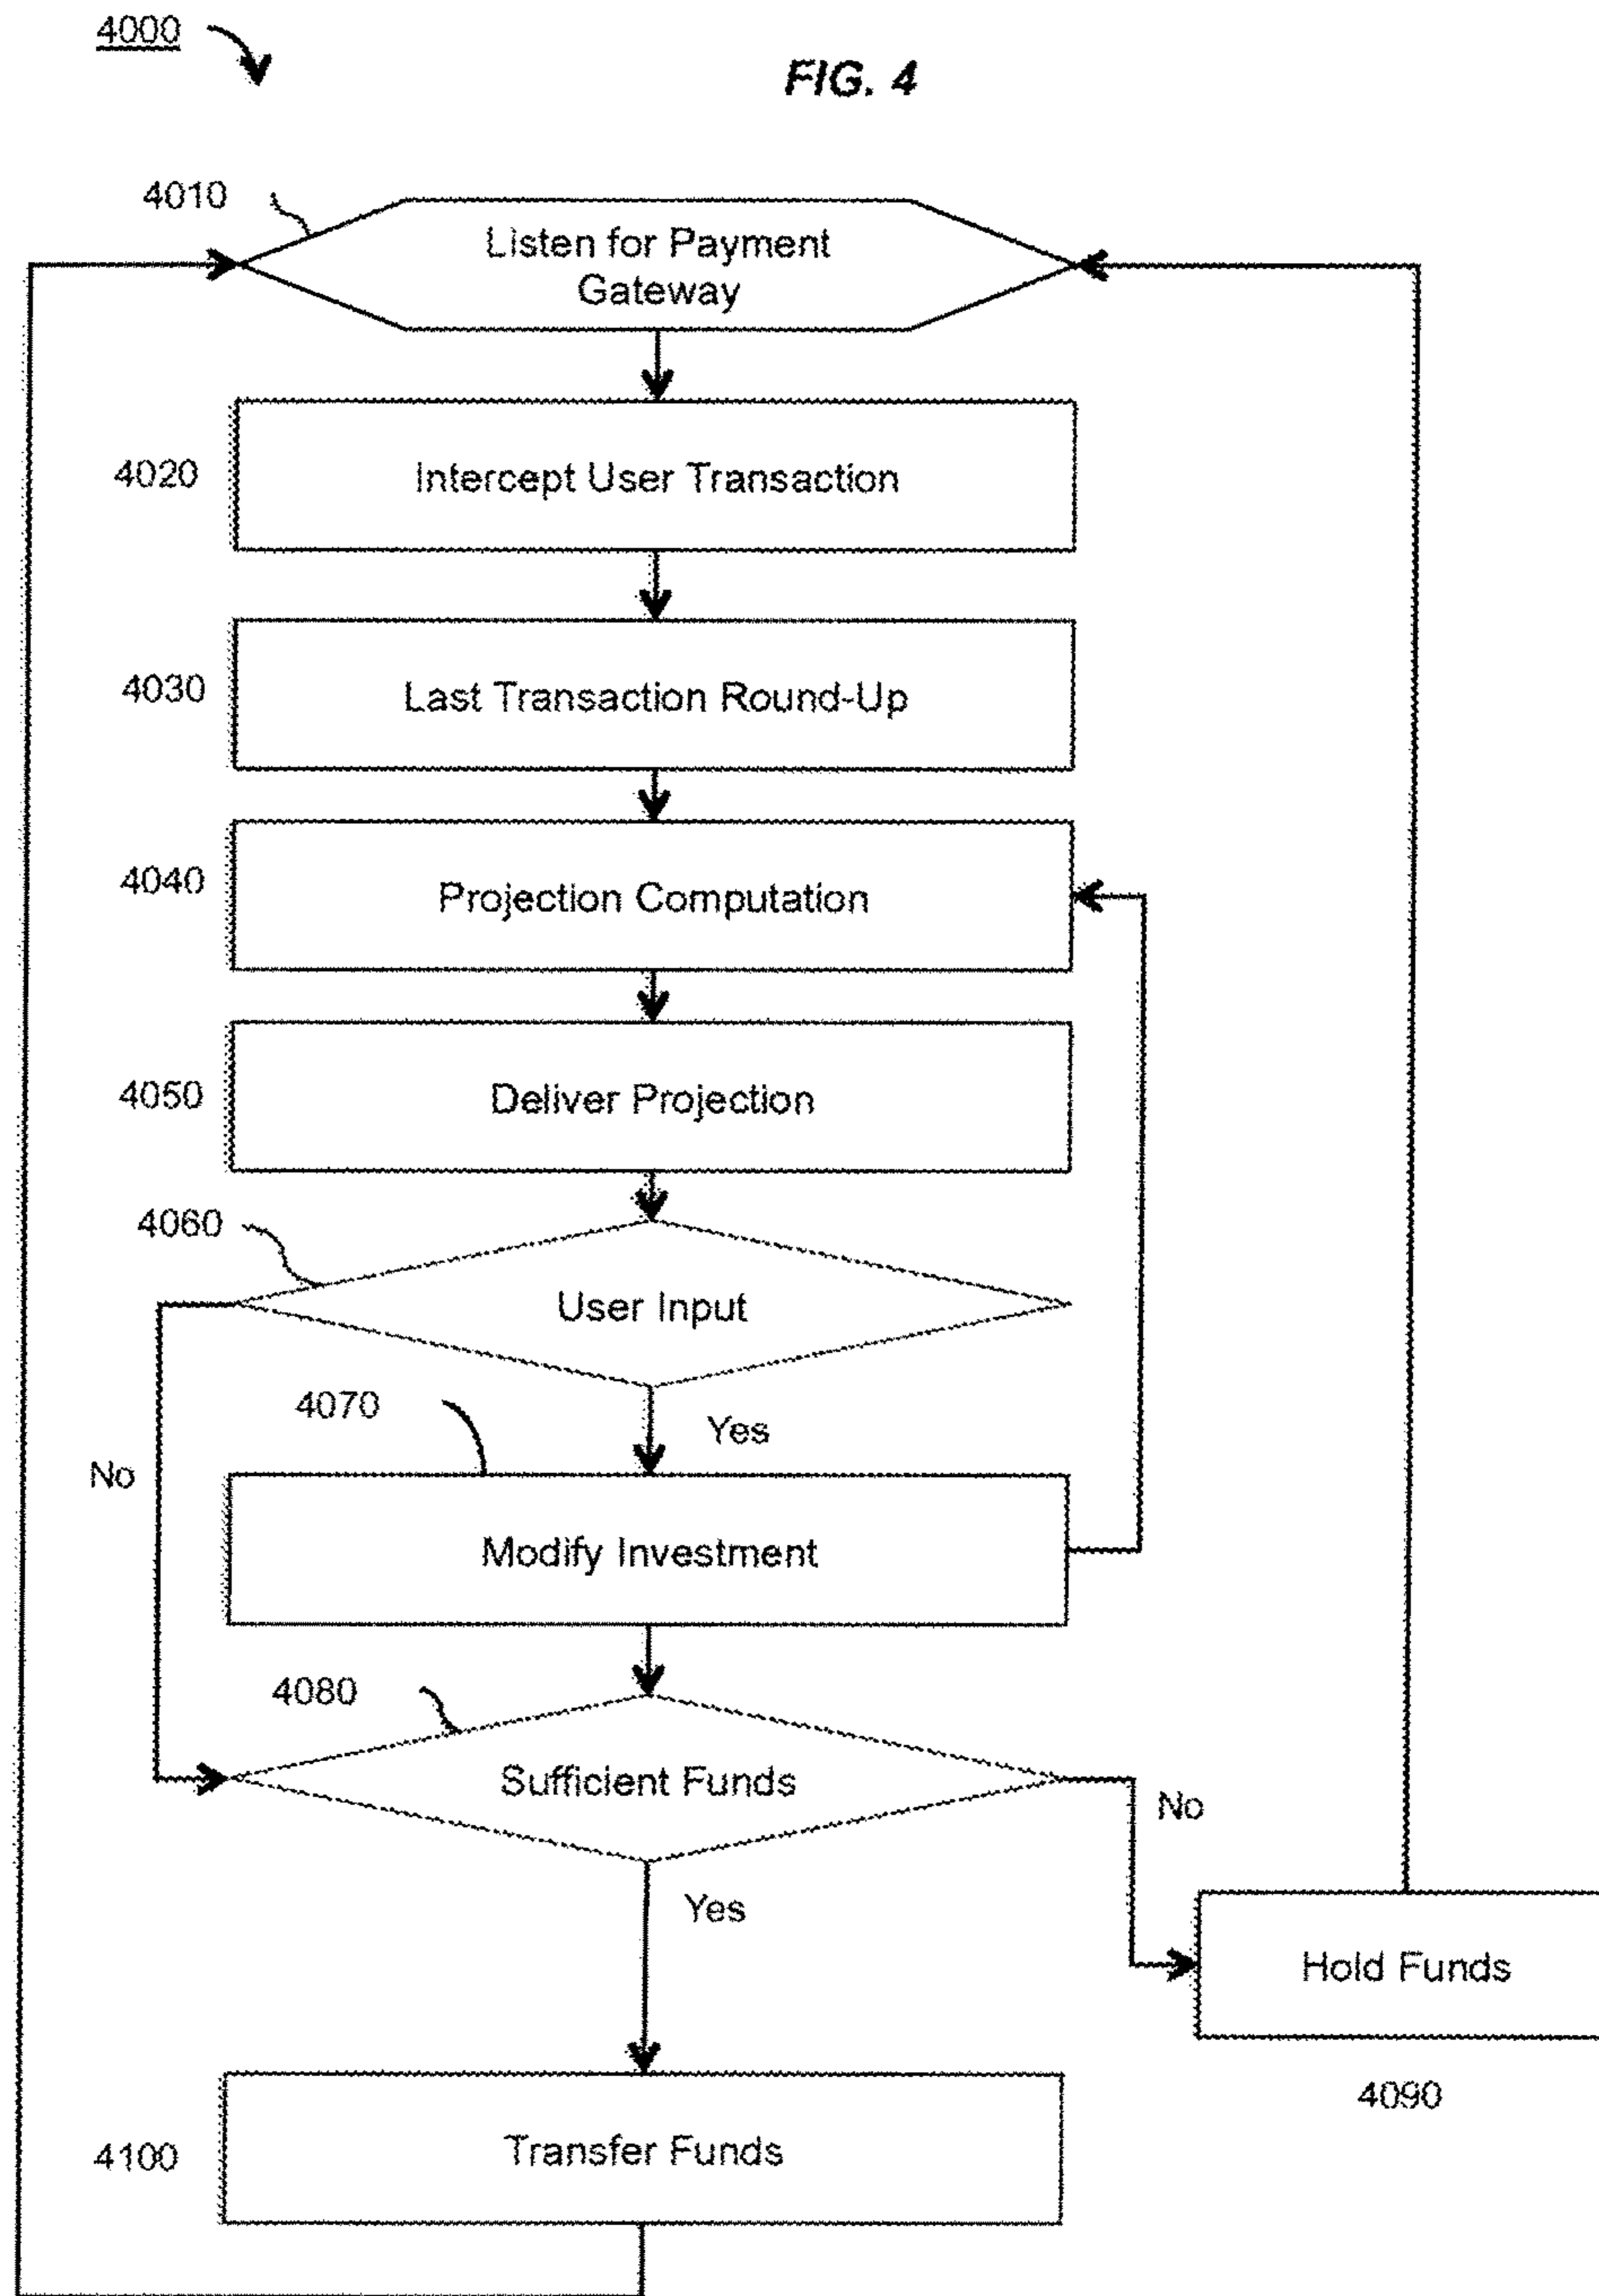 4000
FIG. 4
4010
Listen for Payment
Gateway
4020
Intercept User Transaction
4030
Last Transaction Round-Up
4040
Projection Computation
4050
Deliver Projection
4060
User Input
4070
Yes
No
Modify Investment
4080
Sufficient Funds
No
Yes
Hold Funds
4090
4100
Transfer Funds